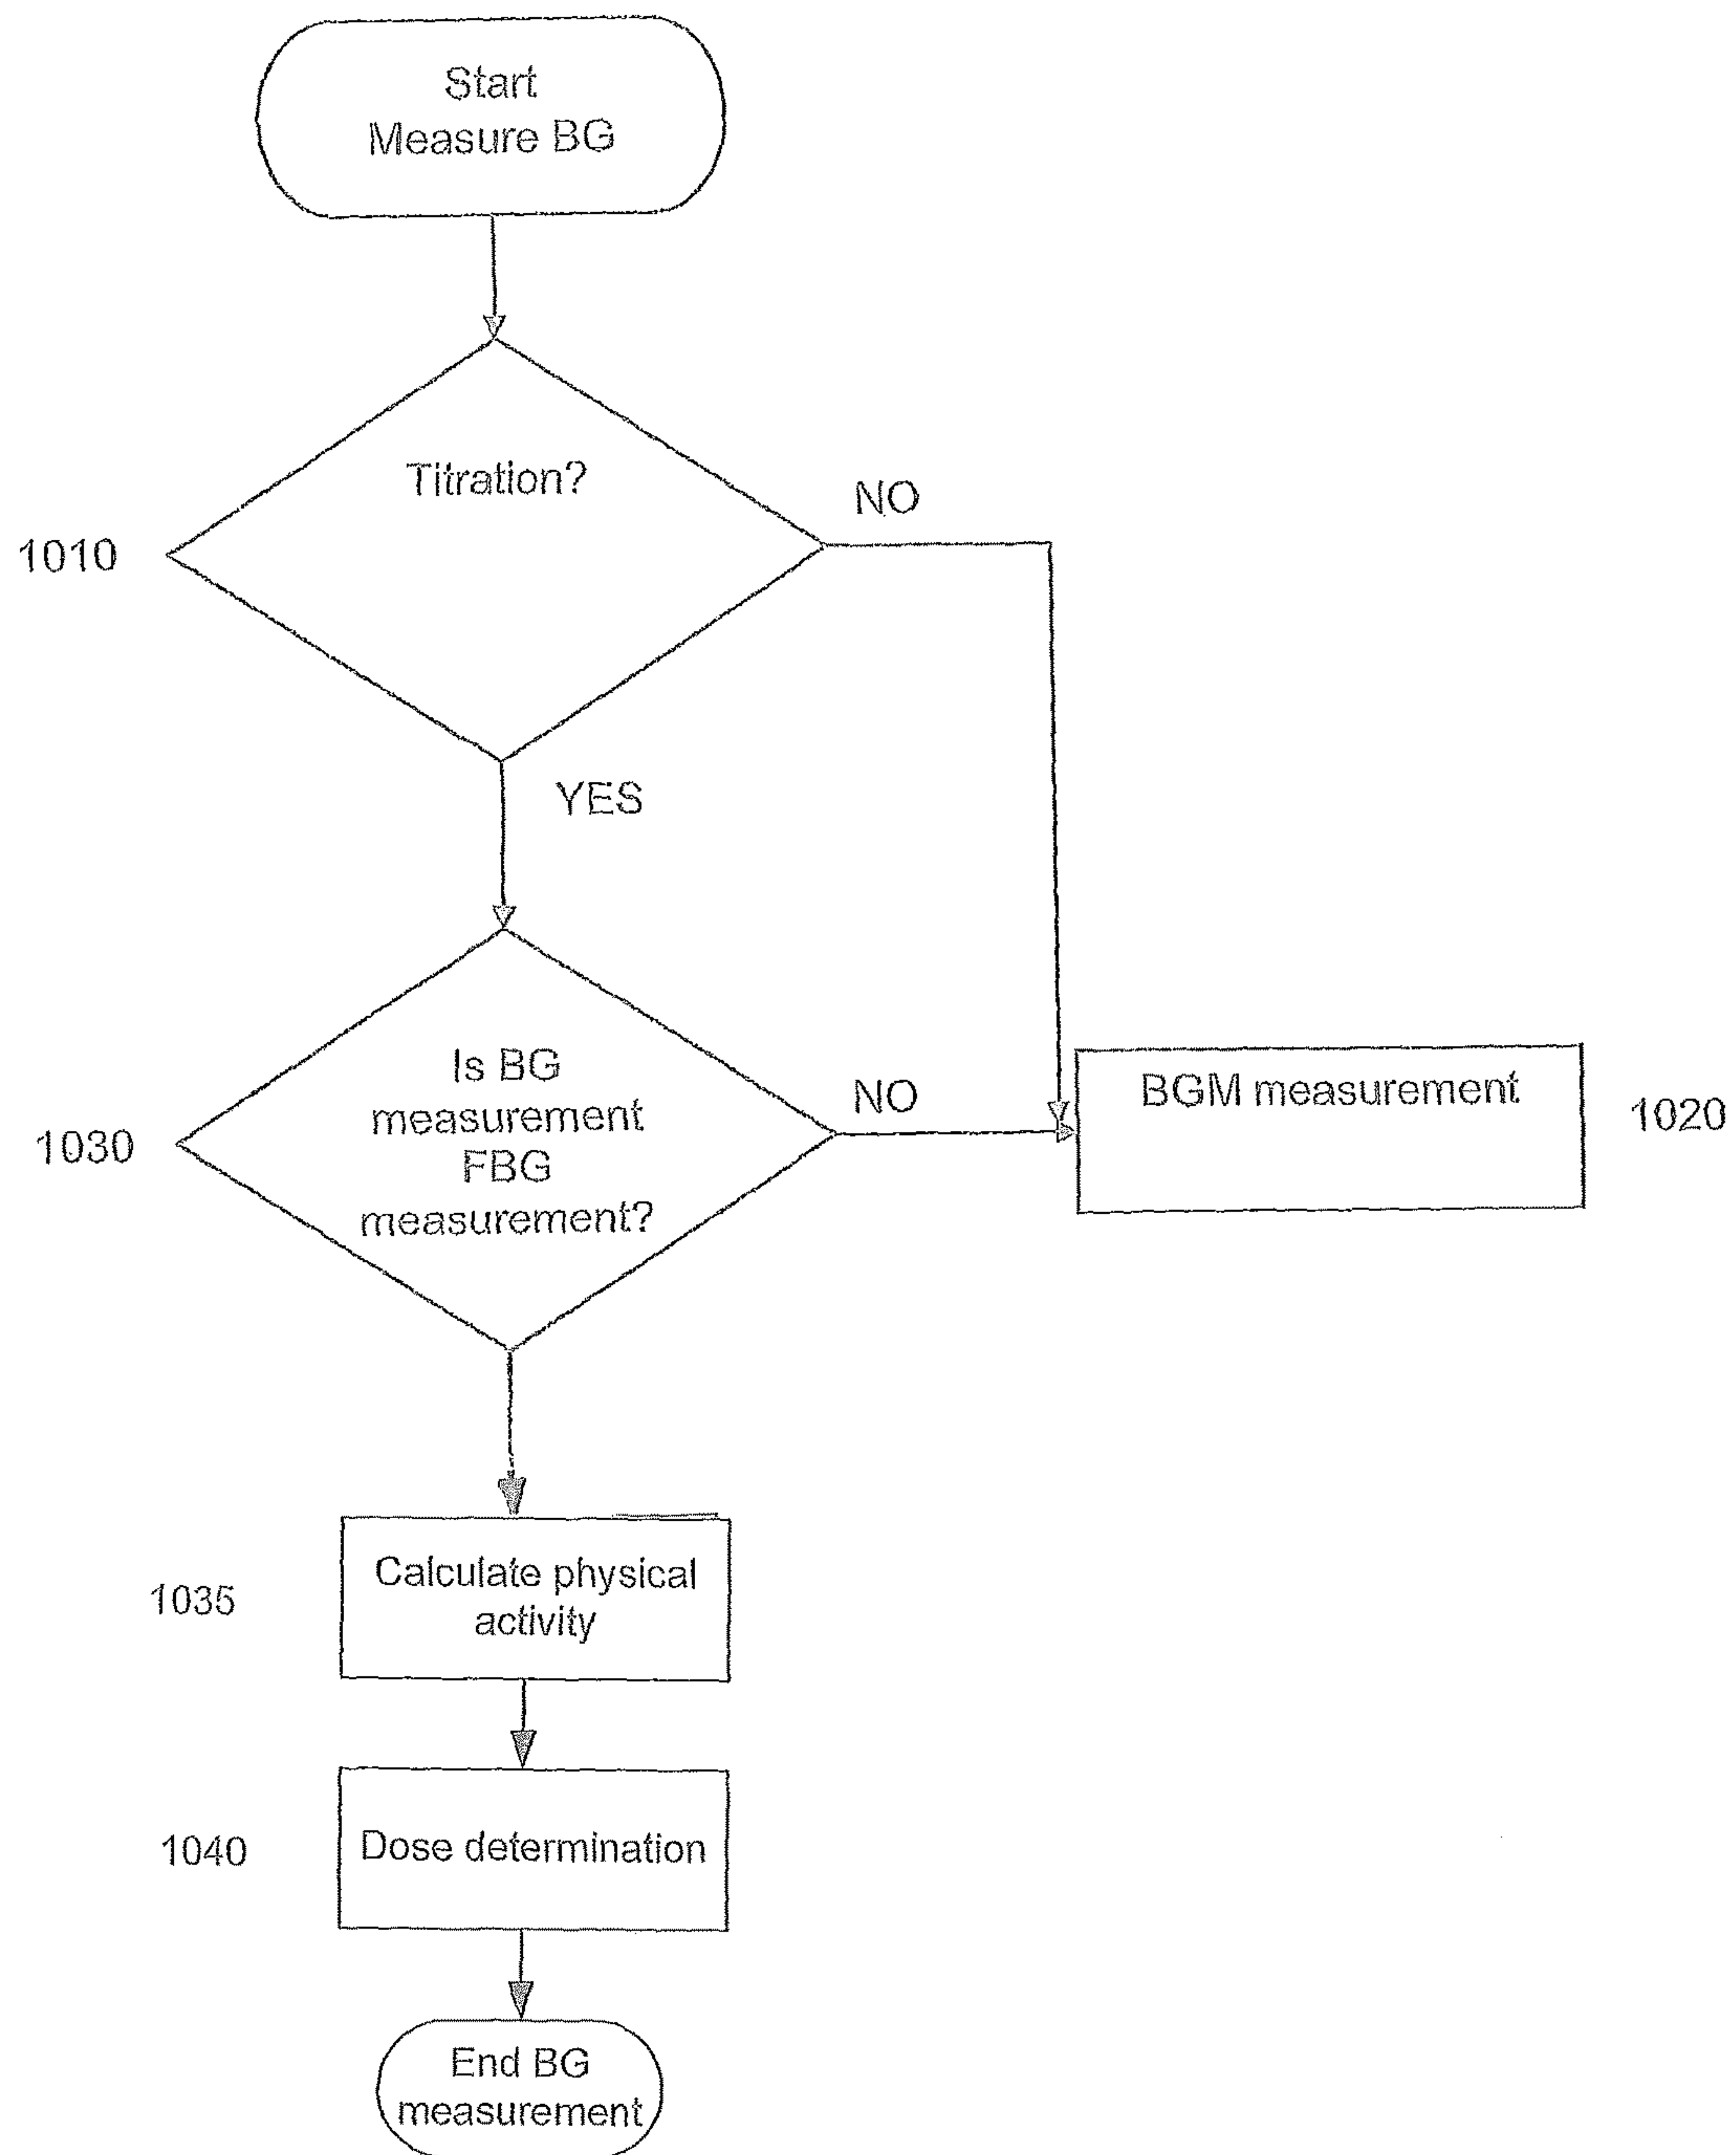 Start
Measure BG
Titration?
NO
1010
YES
Is BG
measurement
FBG
measurement?
1030
NO
BGM measurement
1020
Calculate physical
activity
1035
Dose determination
1040
End BG
measurement